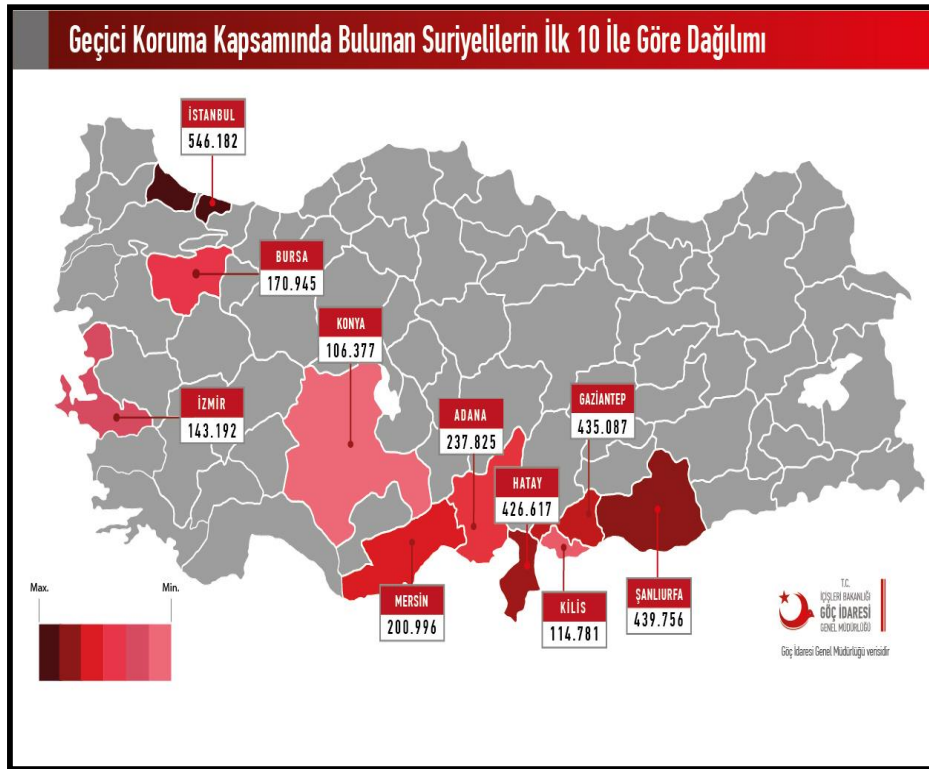 Geçici Koruma Kapsamında Bulunan Suriyelilerin İlk 10 İle Göre Dağılımı
İSTANBUL
546.182
BURSA
170.945
KONYA
106.377
İZMİR
143.192
ADANA
237.825
GAZİANTEP
435.087
HATAY
426.617
MERSİN
200.996
KİLİS
114.781
ŞANLIURFA
439.756
Max.
Min.
T.C.
İÇİŞLERİ BAKANLIĞI
GÖÇ İDARESİ
GENEL MÜDÜRLÜĞÜ
Göç İdaresi Genel Müdürlüğü verisidir